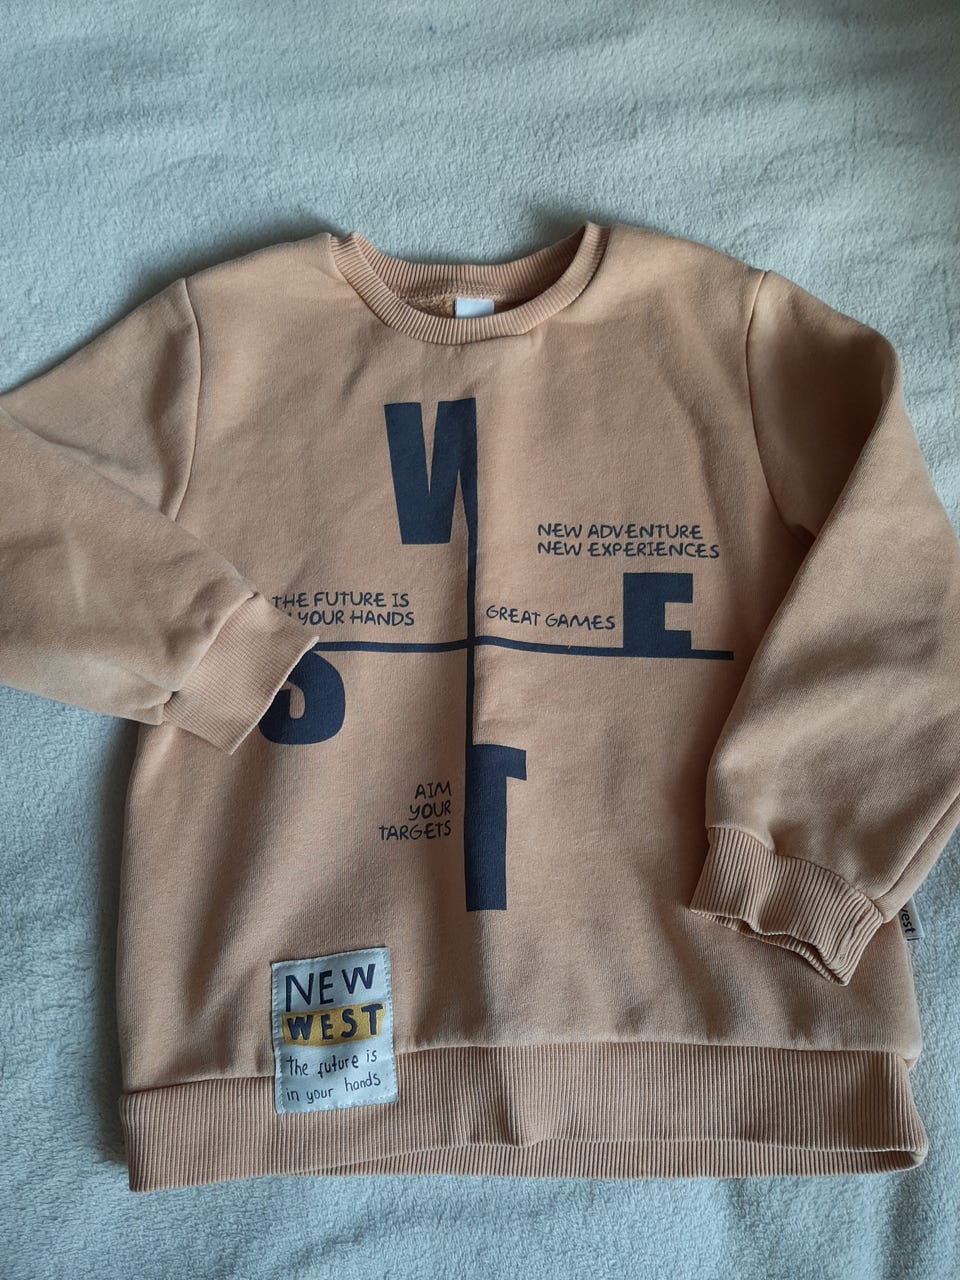 W
NEW ADVENTURE
NEW EXPERIENCES
THE FUTURE IS
YOUR HANDS
GREAT GAMES
E
S
T
AIM
YOUR
TARGETS
NEW
WEST
the future is
in your hands